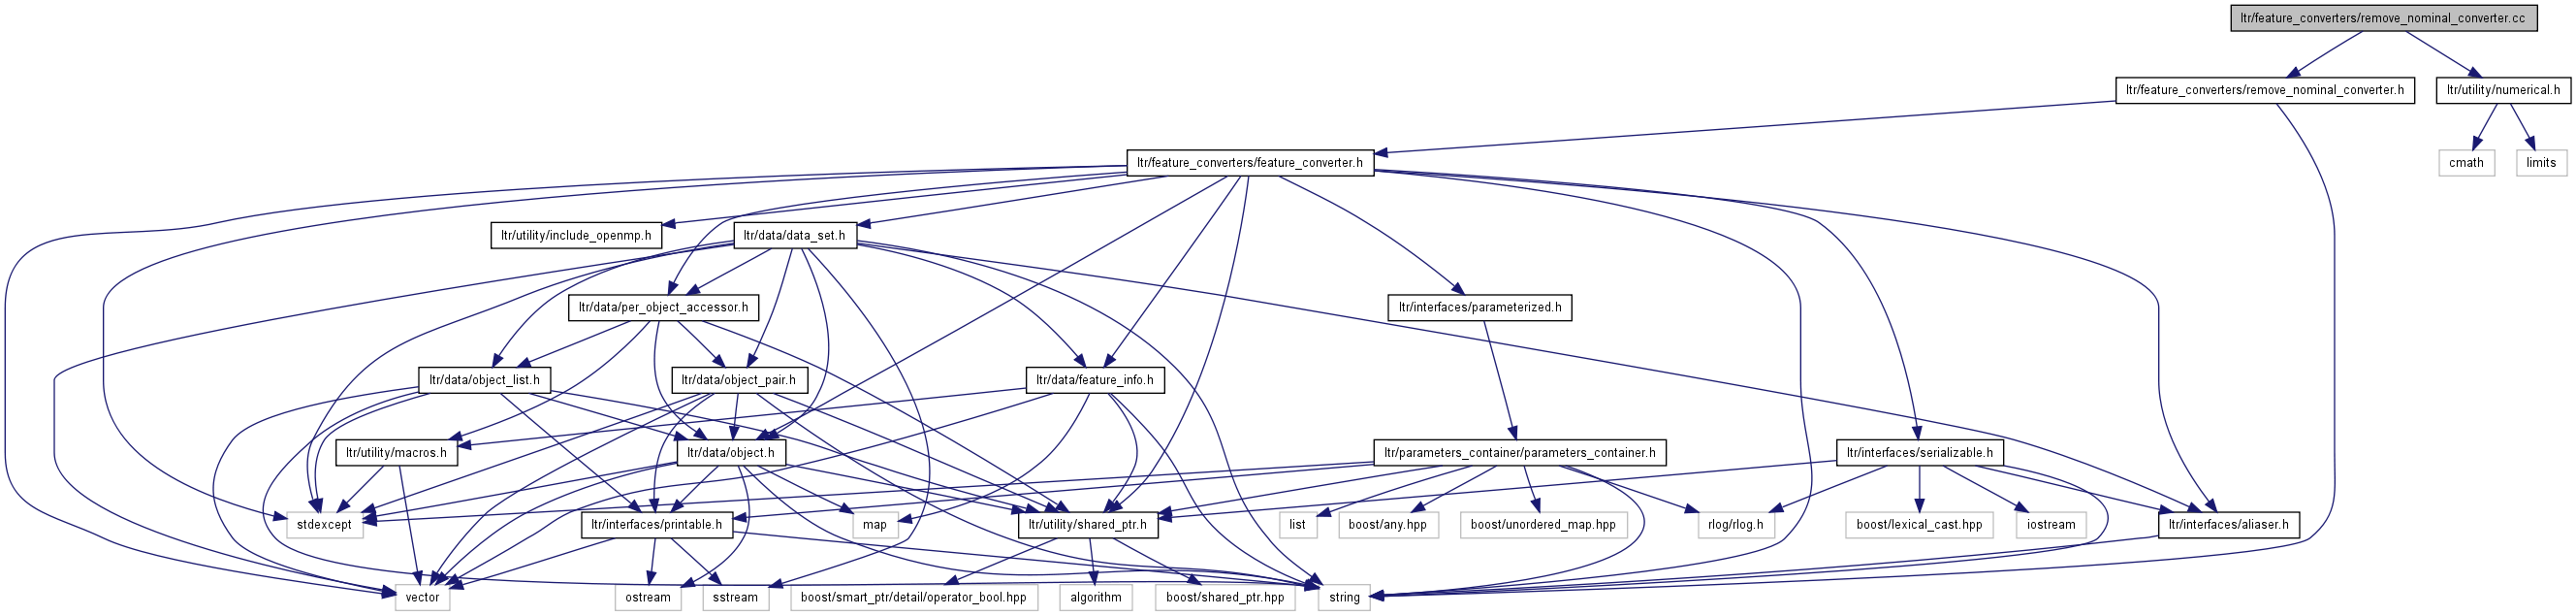 ltr/feature_converters/remove_nominal_converter.cc
ltr/feature_converters/remove_nominal_converter.h
ltr/utility/numerical.h
ltr/feature_converters/feature_converter.h
cmath
limits
ltr/utility/include_openmp.h
ltr/data/data_set.h
ltr/data/per_object_accessor.h
ltr/interfaces/parameterized.h
ltr/data/object_list.h
ltr/data/object_pair.h
ltr/data/feature_info.h
ltr/utility/macros.h
ltr/data/object.h
ltr/parameters_container/parameters_container.h
ltr/interfaces/serializable.h
stdexcept
ltr/interfaces/printable.h
map
ltr/utility/shared_ptr.h
list
boost/any.hpp
boost/unordered_map.hpp
rlog/rlog.h
boost/lexical_cast.hpp
iostream
ltr/interfaces/aliaser.h
vector
ostream
sstream
boost/smart_ptr/detail/operator_bool.hpp
algorithm
boost/shared_ptr.hpp
string